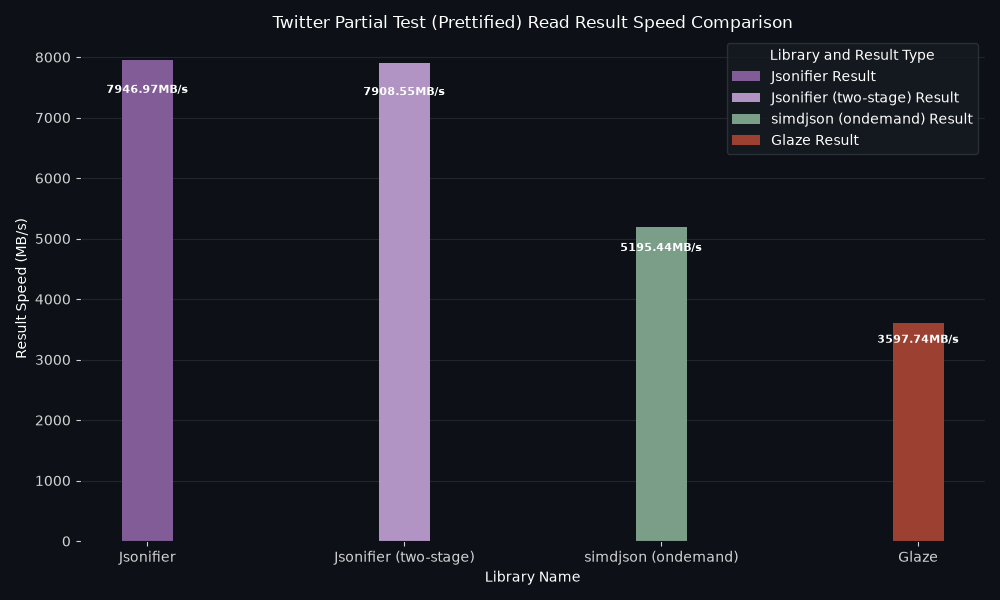 Twitter Partial Test (Prettified) Read Result Speed Comparison
Library and Result Type
Jsonifier Result
Jsonifier (two-stage) Result
simdjson (ondemand) Result
Glaze Result
Result Speed (MB/s)
8000
7000
6000
5000
4000
3000
2000
1000
0
7946.97MB/s
7908.55MB/s
5195.44MB/s
3597.74MB/s
Jsonifier
Jsonifier (two-stage)
simdjson (ondemand)
Glaze
Library Name